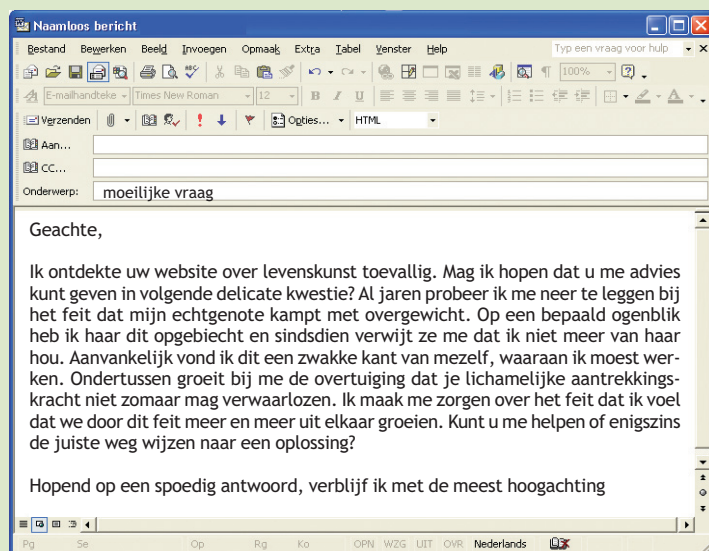 Naamloos bericht
Bestand Bewerken Beeld Invoegen Opmaak Extra Tabel Venster Help Typ een vraag voor hulp
100%
E-mailhandteke Times New Roman 12 B I U
Verzenden Opties... HTML
Aan...
CC...
Onderwerp: moeilijke vraag
Geachte,
Ik ontdekte uw website over levenskunst toevallig. Mag ik hopen dat u me advies
kunt geven in volgende delicate kwestie? Al jaren probeer ik me neer te leggen bij
het feit dat mijn echtgenote kampt met overgewicht. Op een bepaald ogenblik
heb ik haar dit opgebiecht en sindsdien verwijt ze me dat ik niet meer van haar
hou. Aanvankelijk vond ik dit een zwakke kant van mezelf, waaraan ik moest wer-
ken. Ondertussen groeit bij me de overtuiging dat je lichamelijke aantrekkings-
kracht niet zomaar mag verwaarlozen. Ik maak me zorgen over het feit dat ik voel
dat we door dit feit meer en meer uit elkaar groeien. Kunt u me helpen of enigszins
de juiste weg wijzen naar een oplossing?
Hopend op een spoedig antwoord, verblijf ik met de meest hoogachting
Pg Se Op Rg Ko OPN WZG UIT OVR Nederlands